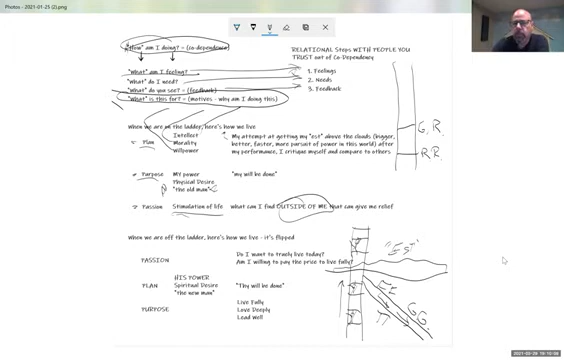 Photos - 2021-01-25 (2).png
"How" am I doing? = (co-dependence)
"What" am I feeling?
"What" do I need?
"What" do you see? = (feedback)
"What" is this for? = (motives - why am I doing this)
RELATIONAL Steps WITH PEOPLE YOU
TRUST out of Co-Dependency
1. Feelings
2. Needs
3. Feedback
G.R.
R.R.
When we are on the ladder, here's how we live
Plan
Intellect
Morality
Willpower
My attempt at getting my "est" above the clouds (bigger,
better, faster, more pursuit of power in this world) after
my performance, I critique myself and compare to others
Purpose
MY power
Physical Desire
"the old man"
"my will be done"
Passion
Stimulation of life
what can I find OUTSIDE OF ME that can give me relief
When we are off the ladder, here's how we live - it's flipped
PASSION
Do I want to truely live today?
Am I willing to pay the price to live fully?
PLAN
HIS POWER
Spiritual Desire
"the new man"
"Thy will be done"
PURPOSE
Live Fully
Love Deeply
Lead Well
"Est"
GG